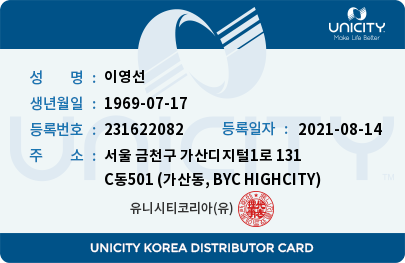 UNICITY
Make Life Better
성 명 : 이영선
생년월일 : 1969-07-17
등록번호 : 231622082 등록일자 : 2021-08-14
주 소 : 서울 금천구 가산디지털1로 131
C동501 (가산동, BYC HIGHCITY)
유니시티코리아(유)
UNICITY
UNICITY KOREA DISTRIBUTOR CARD